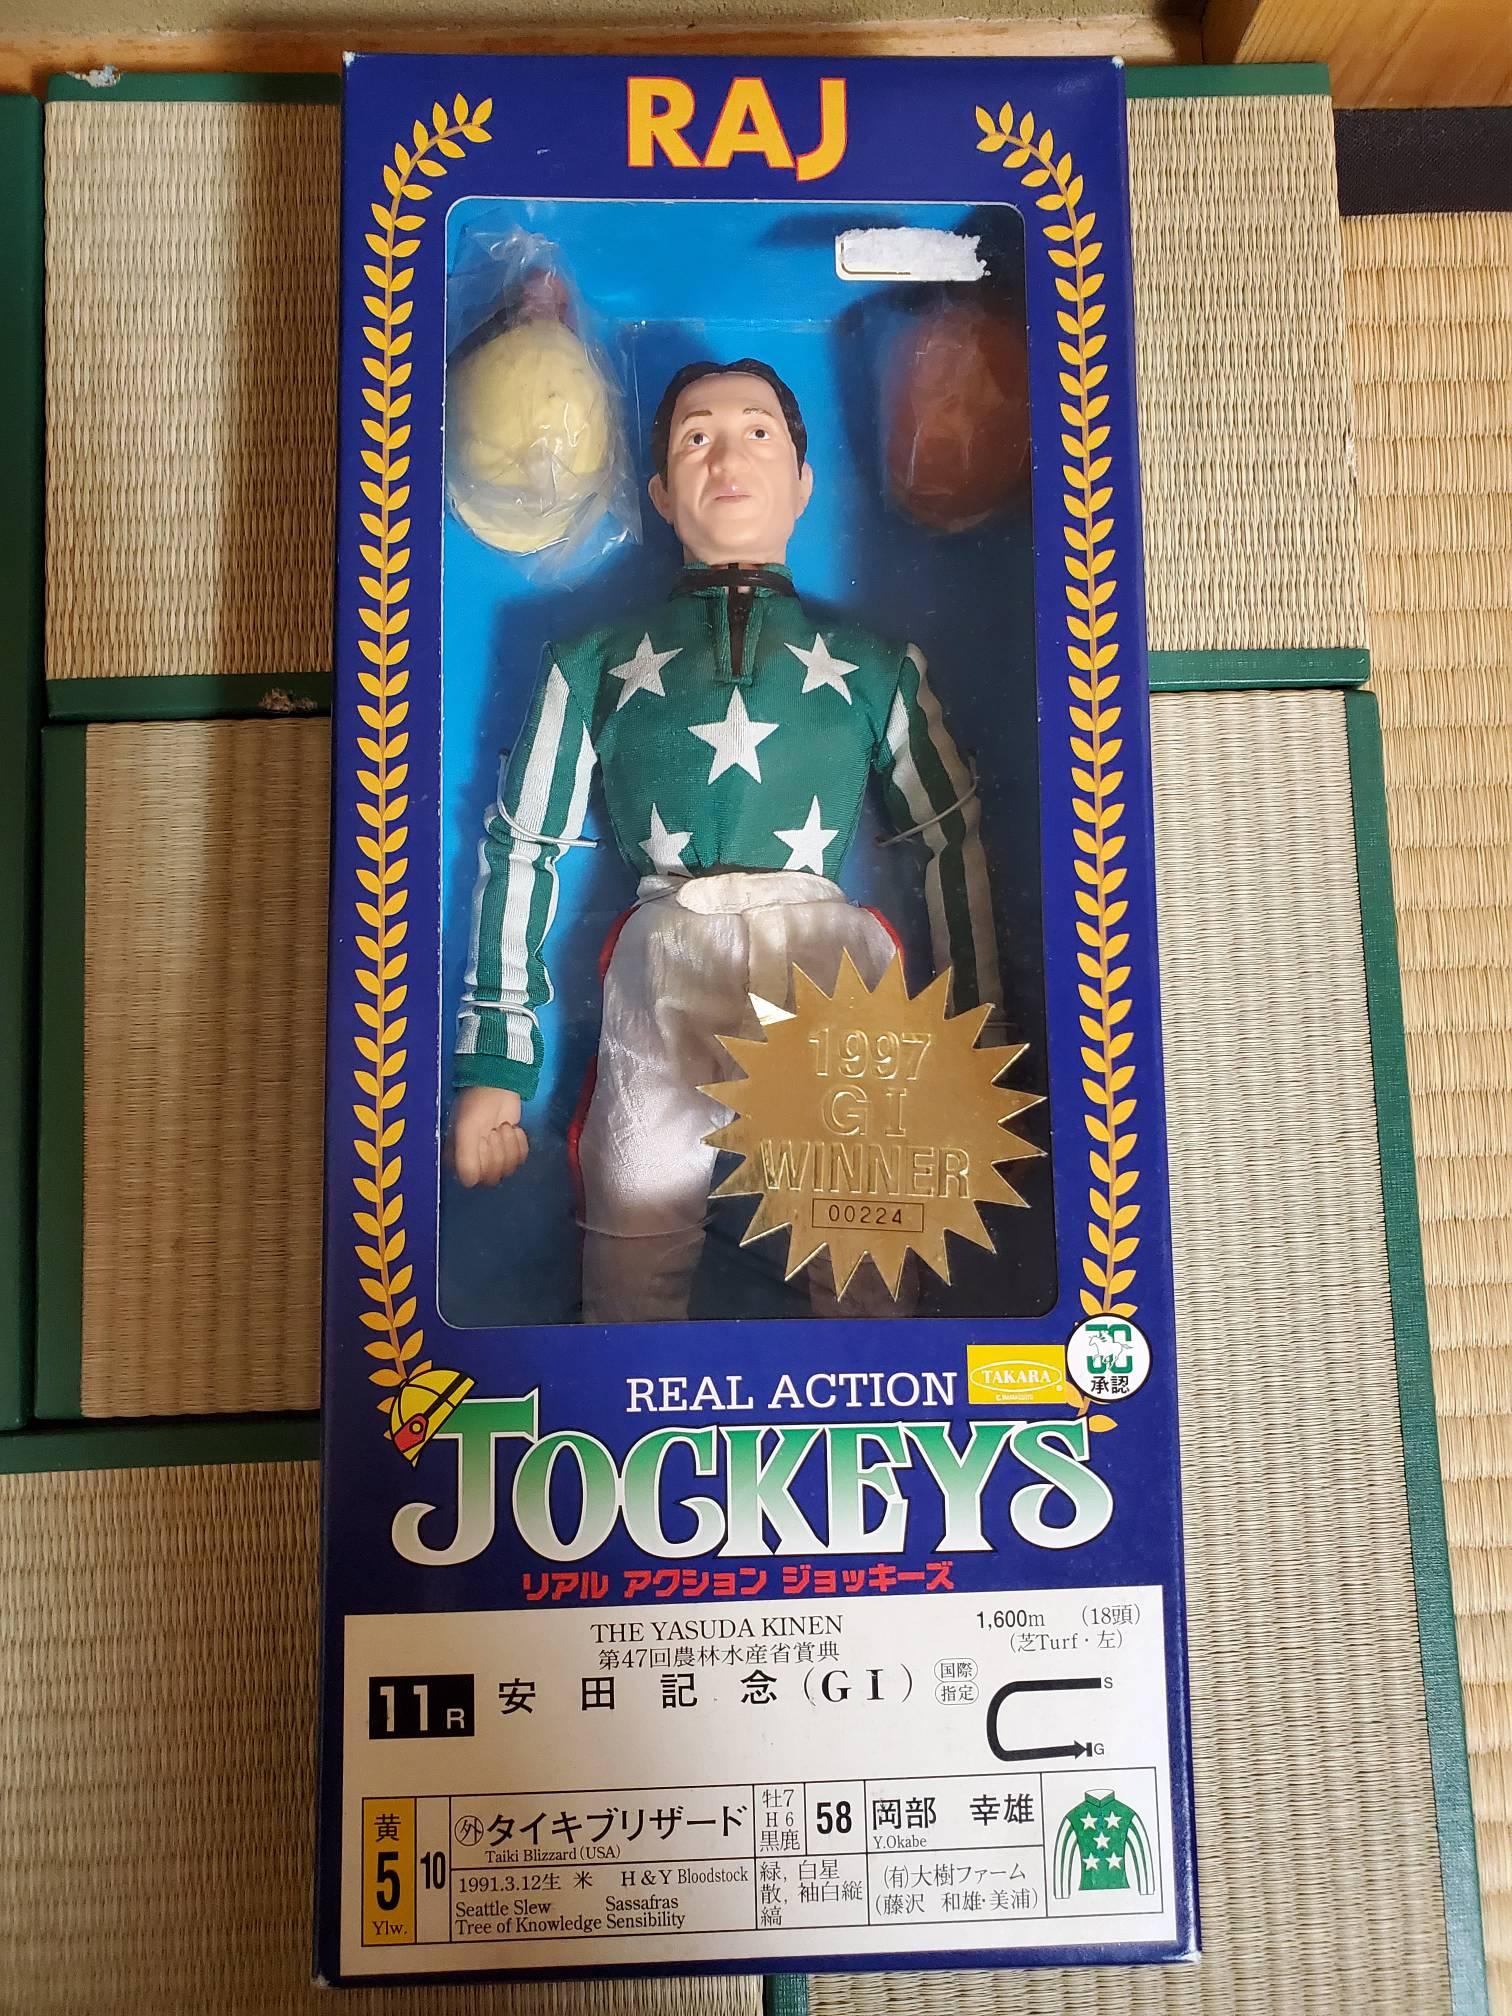 RAJ
1997
GI
WINNER
00224
REAL ACTION
TAKARA
承認
JOCKEYS
リアル アクション ジョッキーズ
THE YASUDA KINEN
第47回農林水産省賞典
11R 安田記念(GI) 国際 指定
1,600m (18頭)
(芝Turf・左)
S
G
黄
5
Ylw.
10
外 タイキブリザード
Taiki Blizzard (USA)
1991.3.12生 米 H & Y Bloodstock
Seattle Slew Sassafras
Tree of Knowledge Sensibility
牡7
H6
黒鹿
58
岡部 幸雄
Y.Okabe
緑, 白星
散, 袖白縦
縞
(有)大樹ファーム
(藤沢 和雄・美浦)